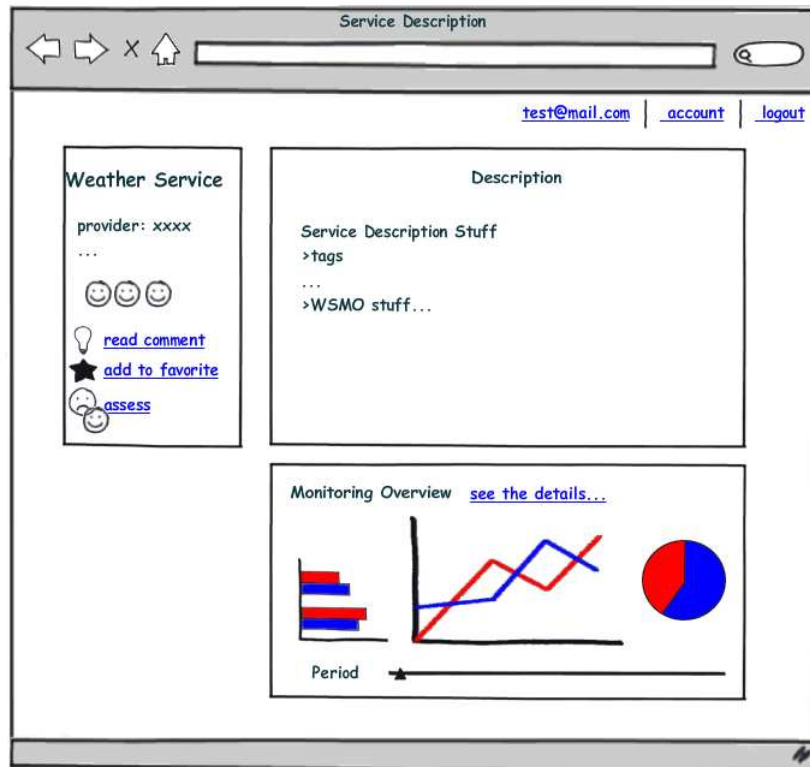 Service Description
test@mail.com account logout
Weather Service
provider: xxxx
...
read comment
add to favorite
assess
Description
Service Description Stuff
>tags
...
>WSMO stuff...
Monitoring Overview see the details...
Period